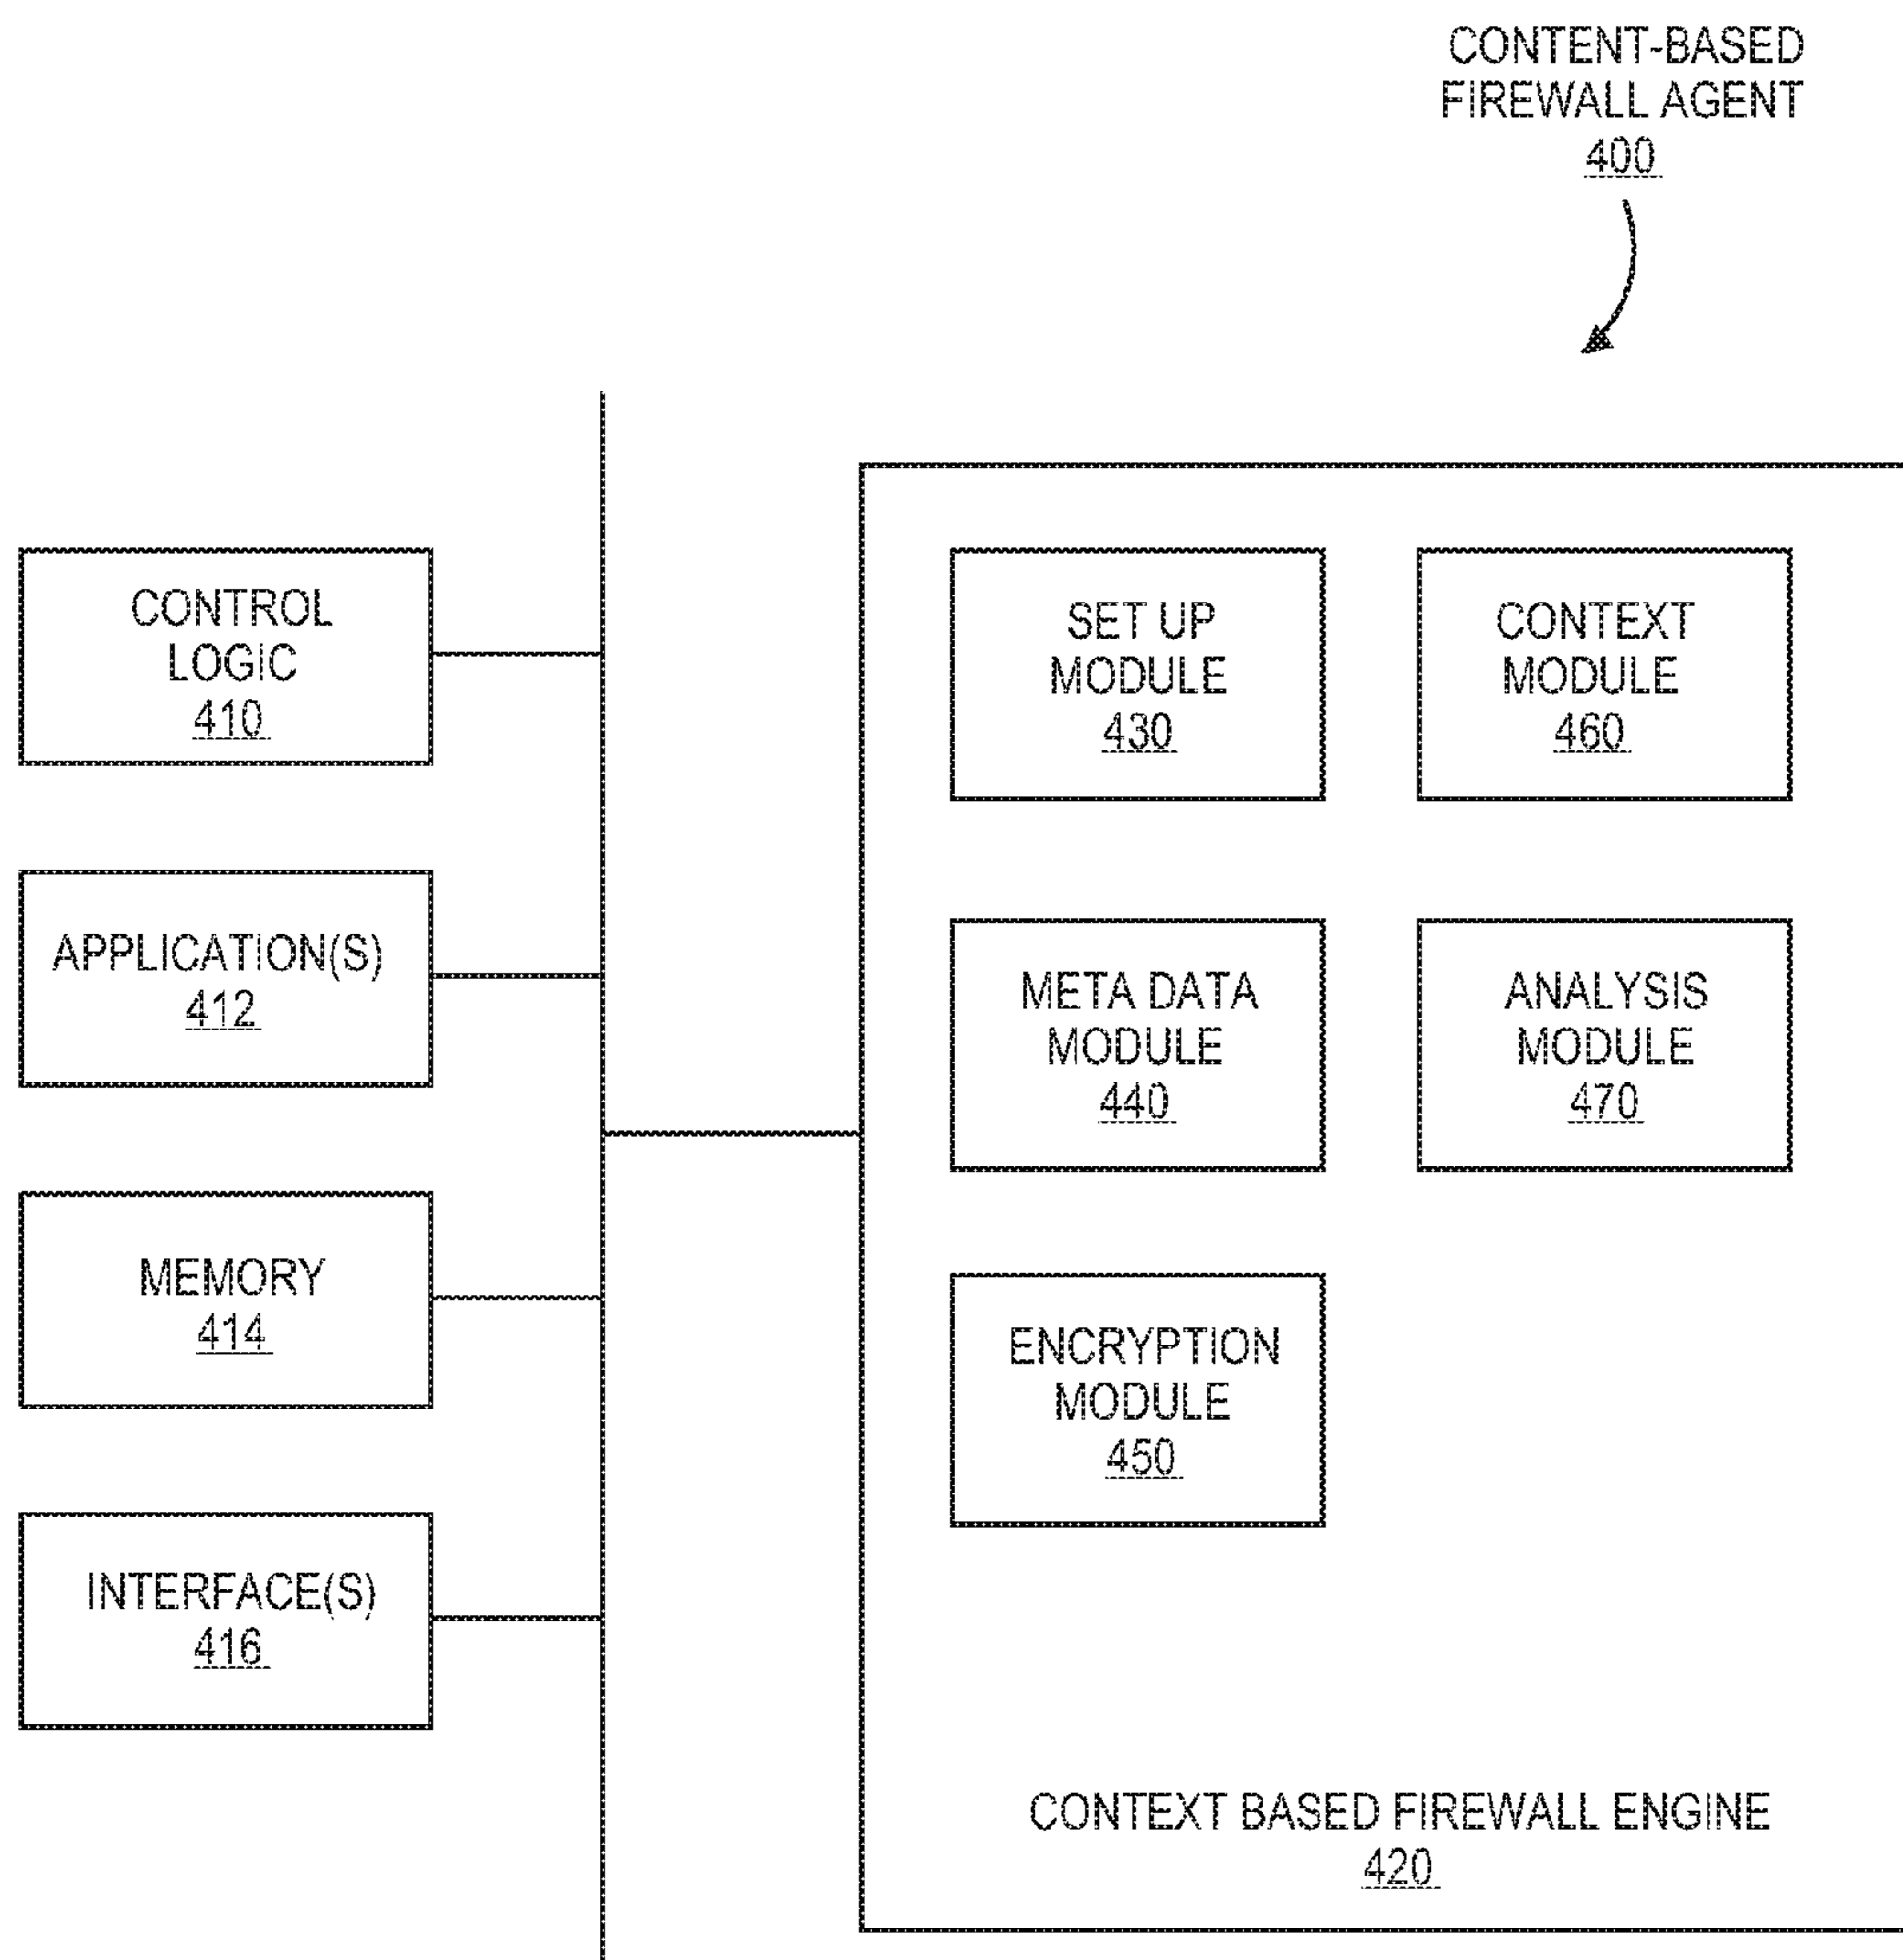 CONTENT-BASED
FIREWALL AGENT
400
CONTROL
LOGIC
410
APPLICATION(S)
412
MEMORY
414
INTERFACE(S)
416
SET UP
MODULE
430
CONTEXT
MODULE
460
META DATA
MODULE
440
ANALYSIS
MODULE
470
ENCRYPTION
MODULE
450
CONTEXT BASED FIREWALL ENGINE
420